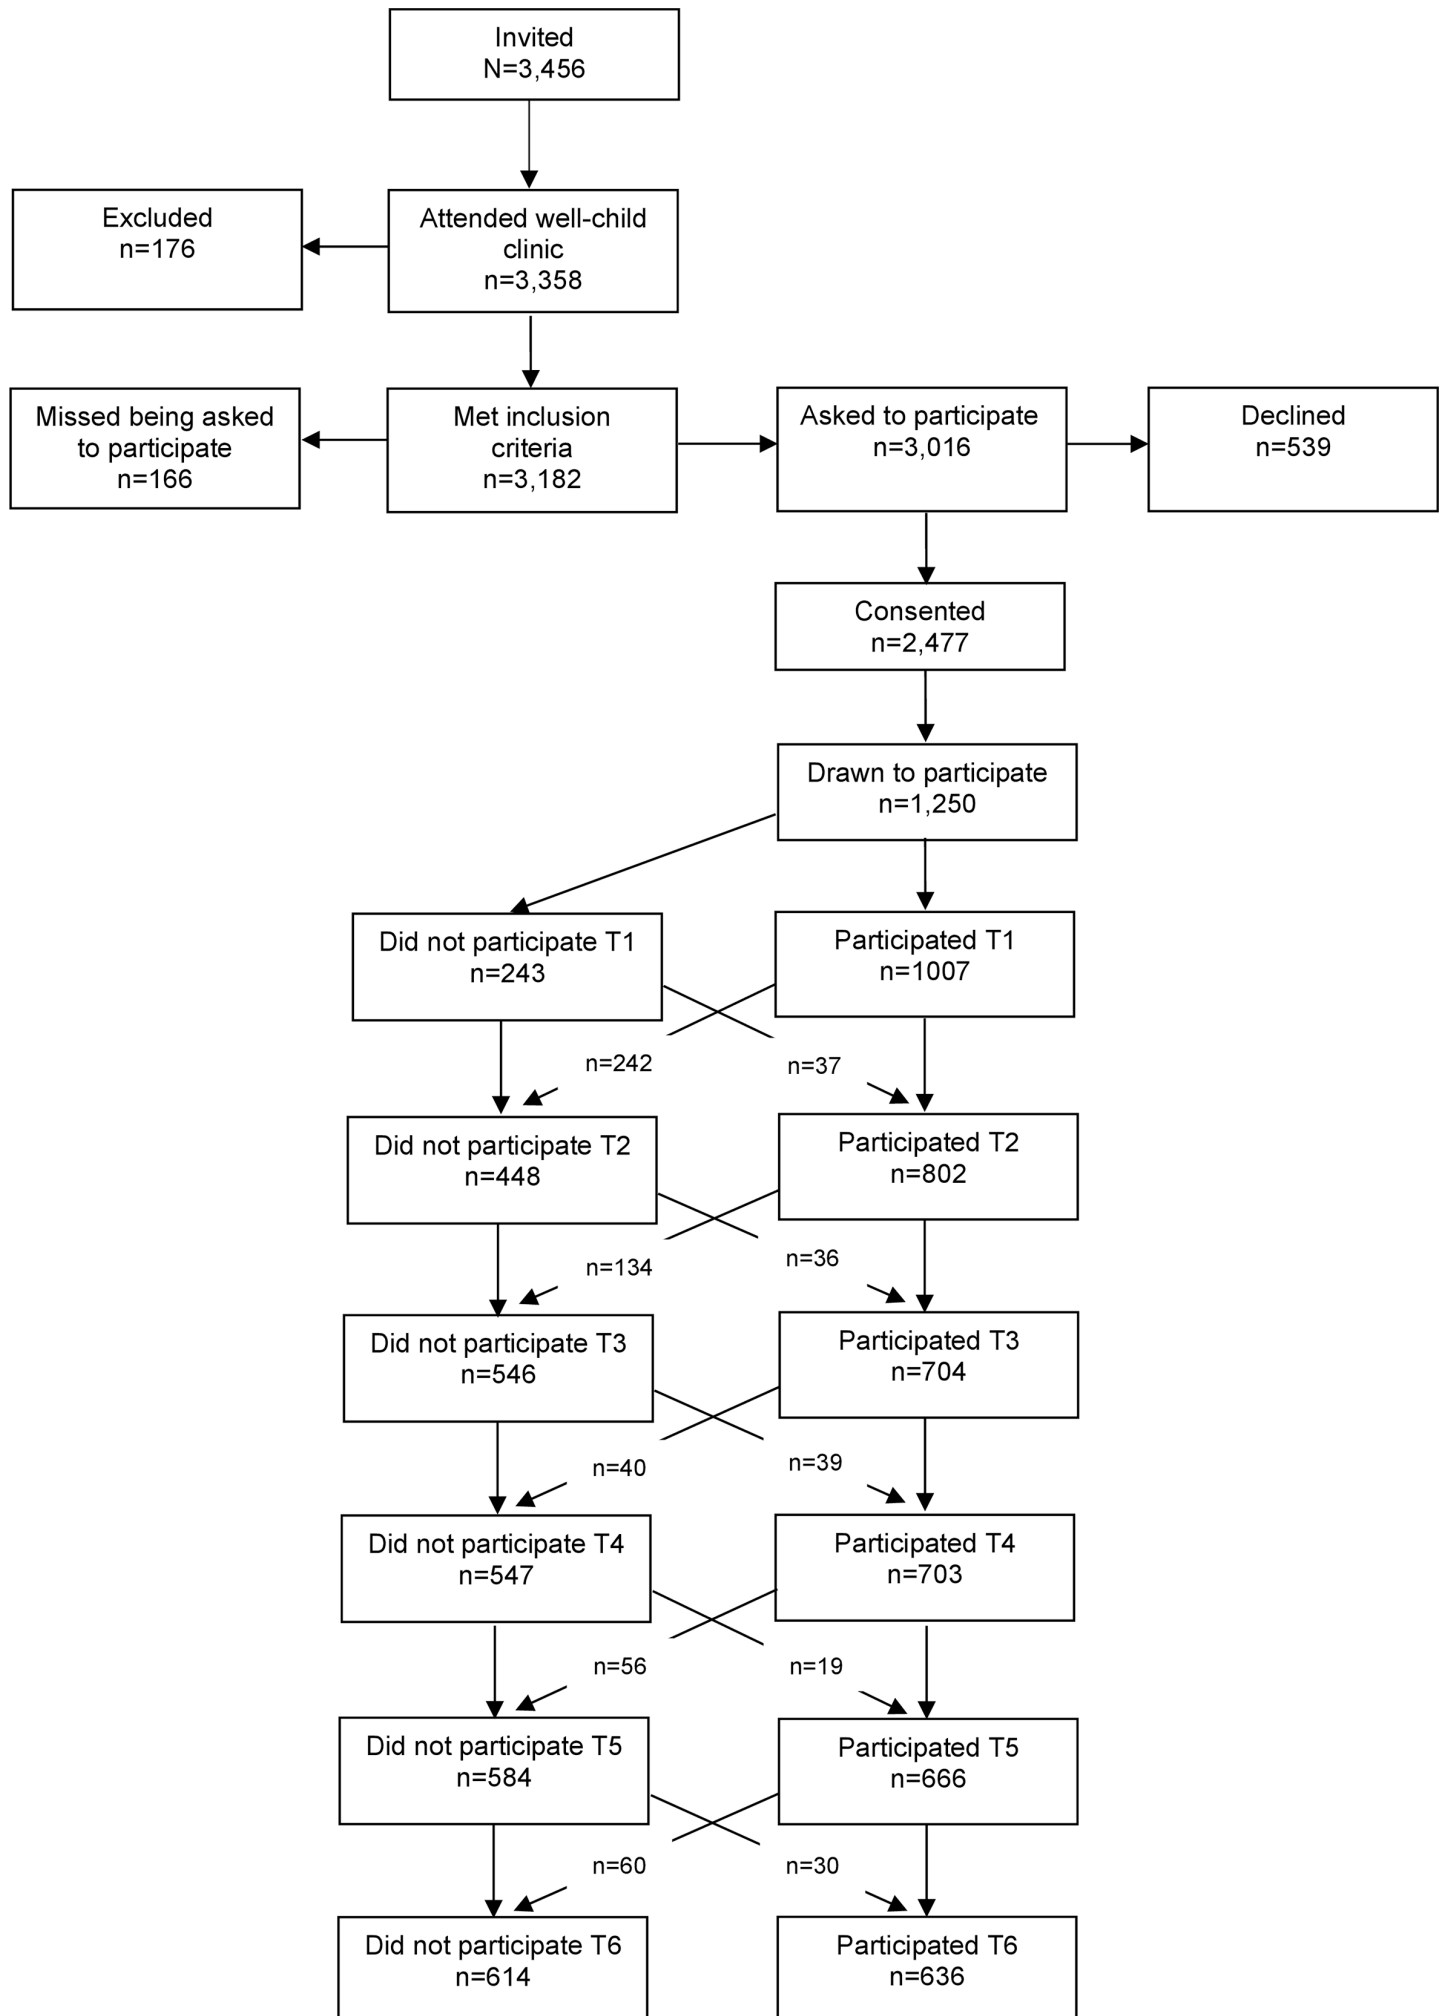 Invited
N=3,456
Excluded
n=176
Attended well-child
clinic
n=3,358
Missed being asked
to participate
n=166
Met inclusion
criteria
n=3,182
Asked to participate
n=3,016
Declined
n=539
Consented
n=2,477
Drawn to participate
n=1,250
Did not participate T1
n=243
Participated T1
n=1007
n=242
n=37
Did not participate T2
n=448
Participated T2
n=802
n=134
n=36
Did not participate T3
n=546
Participated T3
n=704
n=40
n=39
Did not participate T4
n=547
Participated T4
n=703
n=56
n=19
Did not participate T5
n=584
Participated T5
n=666
n=60
n=30
Did not participate T6
n=614
Participated T6
n=636